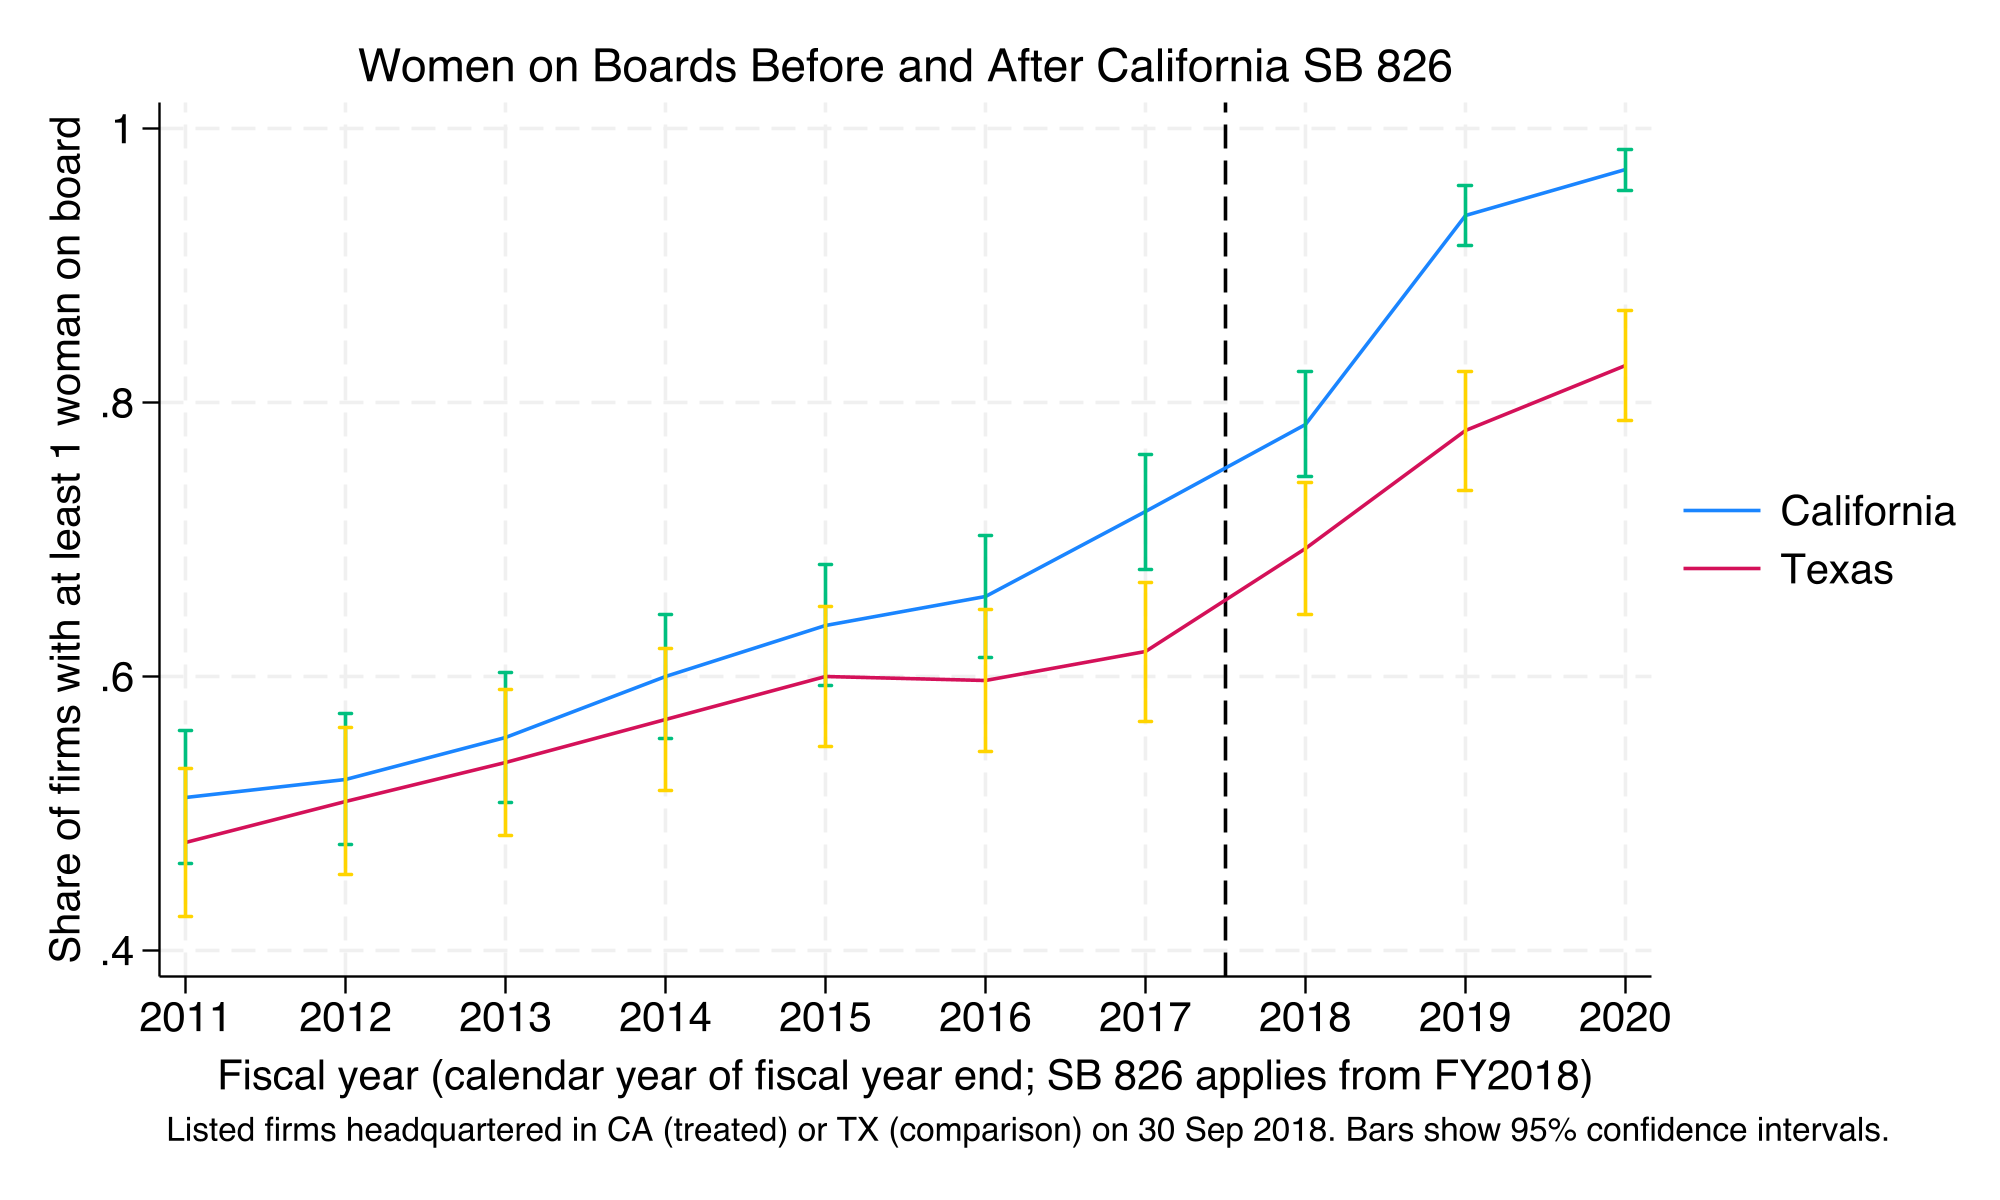 Women on Boards Before and After California SB 826
Share of firms with at least 1 woman on board
1
.8
.6
.4
California
Texas
2011 2012 2013 2014 2015 2016 2017 2018 2019 2020
Fiscal year (calendar year of fiscal year end; SB 826 applies from FY2018)
Listed firms headquartered in CA (treated) or TX (comparison) on 30 Sep 2018. Bars show 95% confidence intervals.